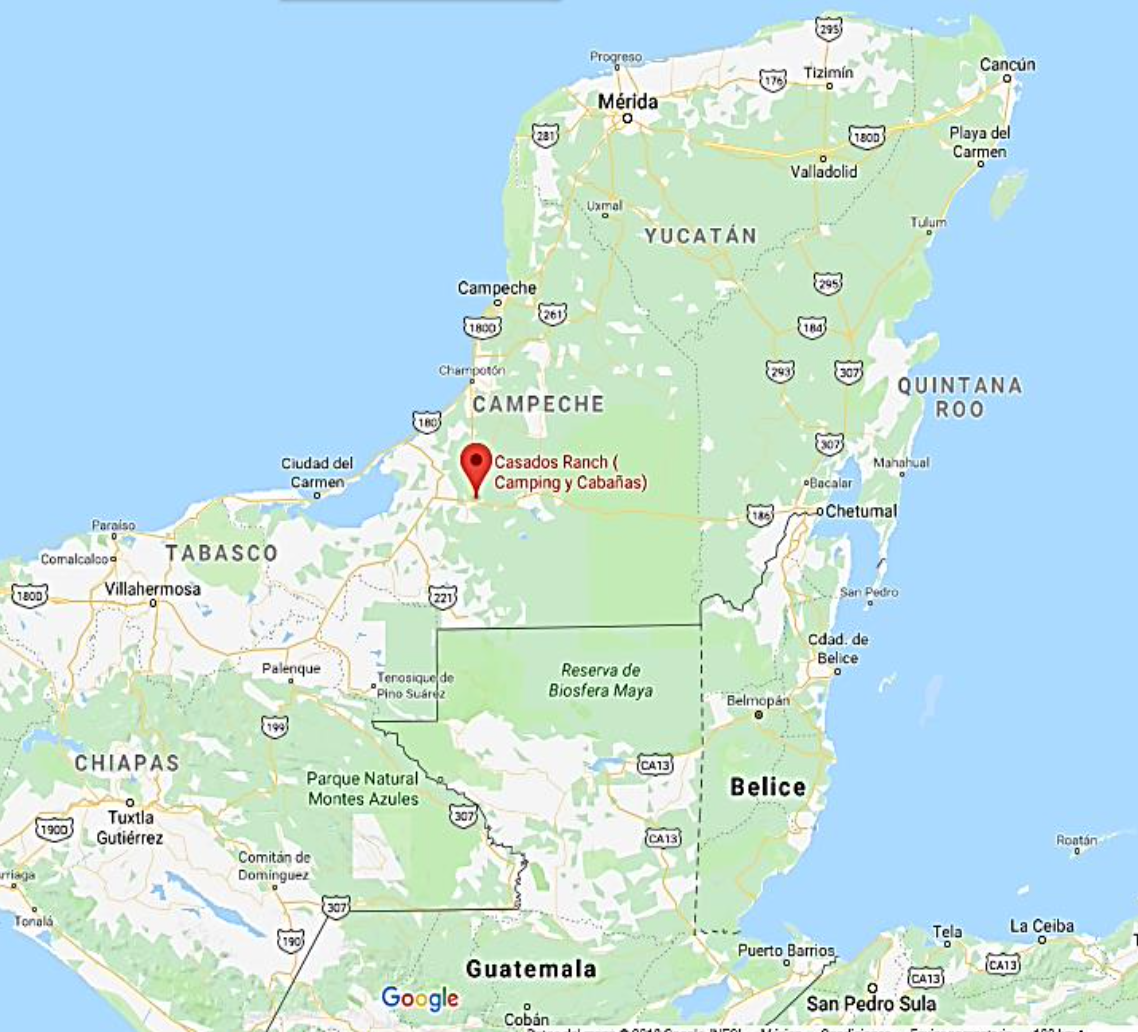 295
Progreso
Cancún
Tizimín
176
Mérida
281
180D
Playa del
Carmen
Valladolid
Uxmal
Tulum
YUCATÁN
295
Campeche
261
180D
184
Champotón
293
307
QUINTANA
ROO
CAMPECHE
180
307
Casados Ranch (
Camping y Cabañas)
Ciudad del
Carmen
Mahahual
Bacalar
186
Chetumal
Paraíso
TABASCO
Comalcalco
Villahermosa
180D
221
San Pedro
Cdad. de
Belice
Palenque
Reserva de
Biosfera Maya
Tenosique de
Pino Suárez
Belmopán
199
CHIAPAS
CA13
Parque Natural
Montes Azules
Belice
307
Tuxtla
Gutiérrez
190D
CA13
Roatán
Comitán de
Domínguez
rriaga
307
Tonalá
La Ceiba
Tela
190
Puerto Barrios
CA13
Guatemala
CA13
Google
San Pedro Sula
Cobán